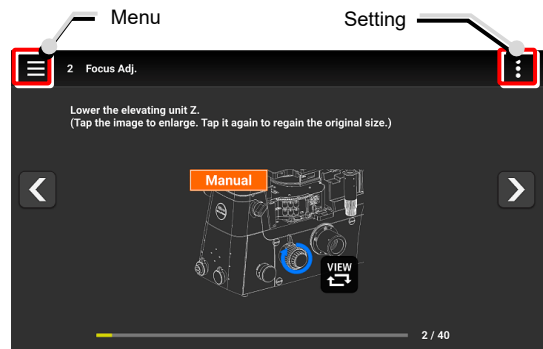 Menu
Setting
2 Focus Adj.
Lower the elevating unit Z.
(Tap the image to enlarge. Tap it again to regain the original size.)
Manual
VIEW
2 / 40